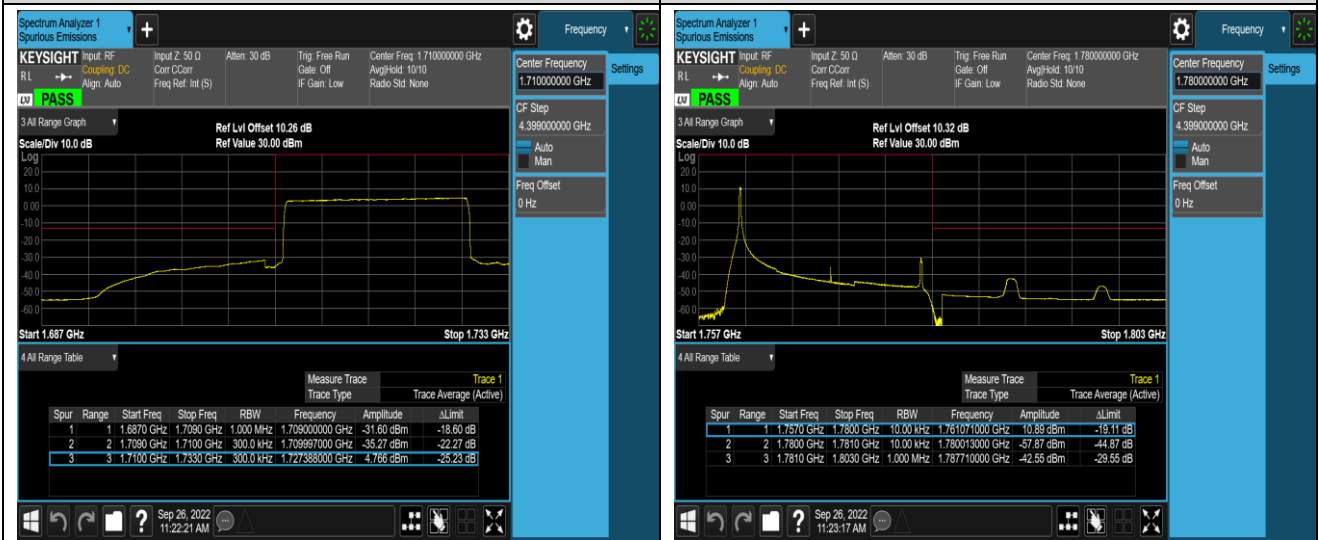 Spectrum Analyzer 1
Spurious Emissions
+
Frequency
KEYSIGHT Input: RF Input Z: 50 Ω Atten: 30 dB Trig: Free Run Center Freq: 1.710000000 GHz
RL Coupling: DC Corr CCorr Gate: Off Avg|Hold: 10/10
Align: Auto Freq Ref: Int (S) IF Gain: Low Radio Std: None
LXI PASS
Center Frequency
1.710000000 GHz
Settings
CF Step
4.399000000 GHz
Auto
Man
Freq Offset
0 Hz
3 All Range Graph
Ref Lvl Offset 10.26 dB
Scale/Div 10.0 dB Ref Value 30.00 dBm
Log
20.0
10.0
0.00
-10.0
-20.0
-30.0
-40.0
-50.0
-60.0
Start 1.687 GHz Stop 1.733 GHz
4 All Range Table
Measure Trace Trace 1
Trace Type Trace Average (Active)
Spur Range Start Freq Stop Freq RBW Frequency Amplitude ΔLimit
1 1 1.6870 GHz 1.7090 GHz 1.000 MHz 1.709000000 GHz -31.60 dBm -18.60 dB
2 2 1.7090 GHz 1.7100 GHz 300.0 kHz 1.709997000 GHz -35.27 dBm -22.27 dB
3 3 1.7100 GHz 1.7330 GHz 300.0 kHz 1.727388000 GHz 4.766 dBm -25.23 dB
? Sep 26, 2022
11:22:21 AM
Spectrum Analyzer 1
Spurious Emissions
+
Frequency
KEYSIGHT Input: RF Input Z: 50 Ω Atten: 30 dB Trig: Free Run Center Freq: 1.780000000 GHz
RL Coupling: DC Corr CCorr Gate: Off Avg|Hold: 10/10
Align: Auto Freq Ref: Int (S) IF Gain: Low Radio Std: None
LXI PASS
Center Frequency
1.780000000 GHz
Settings
CF Step
4.399000000 GHz
Auto
Man
Freq Offset
0 Hz
3 All Range Graph
Ref Lvl Offset 10.32 dB
Scale/Div 10.0 dB Ref Value 30.00 dBm
Log
20.0
10.0
0.00
-10.0
-20.0
-30.0
-40.0
-50.0
-60.0
Start 1.757 GHz Stop 1.803 GHz
4 All Range Table
Measure Trace Trace 1
Trace Type Trace Average (Active)
Spur Range Start Freq Stop Freq RBW Frequency Amplitude ΔLimit
1 1 1.7570 GHz 1.7800 GHz 10.00 kHz 1.761071000 GHz 10.89 dBm -19.11 dB
2 2 1.7800 GHz 1.7810 GHz 10.00 kHz 1.780013000 GHz -57.87 dBm -44.87 dB
3 3 1.7810 GHz 1.8030 GHz 1.000 MHz 1.787710000 GHz -42.55 dBm -29.55 dB
? Sep 26, 2022
11:23:17 AM